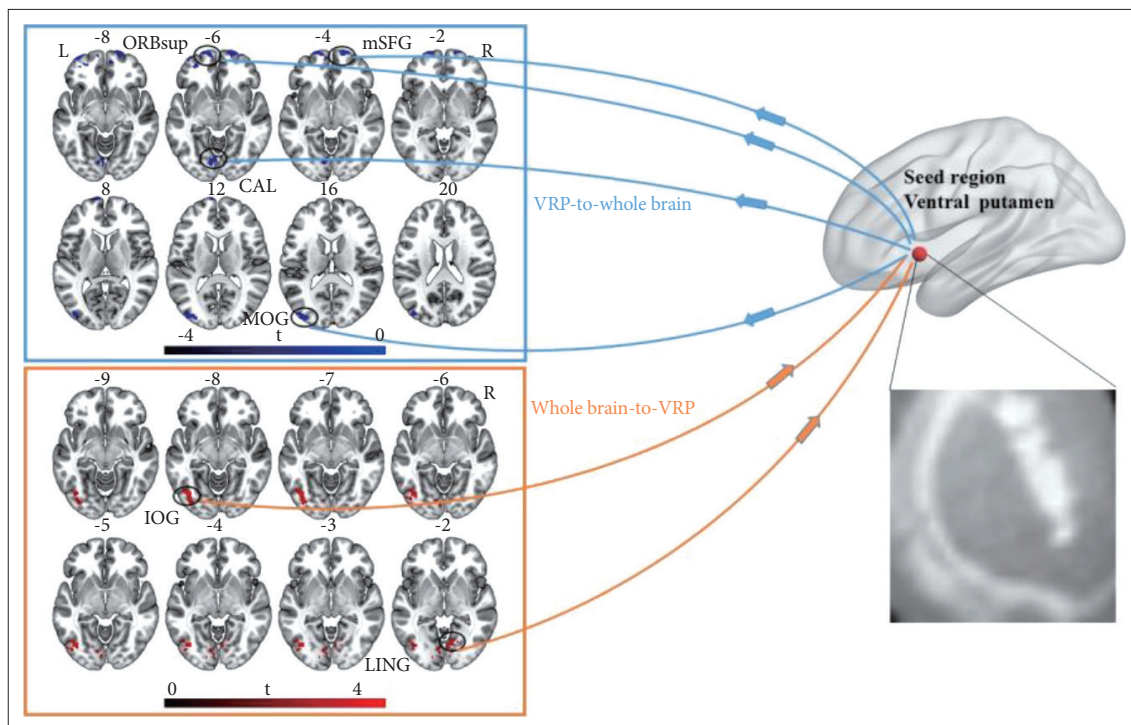 -8 ORBsup -6 -4 mSFG -2
L R
CAL
8 12 16 20
MOG
-4 t 0
VRP-to-whole brain
Seed region
Ventral putamen
-9 -8 -7 -6
R
IOG
-5 -4 -3 -2
LING
0 t 4
Whole brain-to-VRP